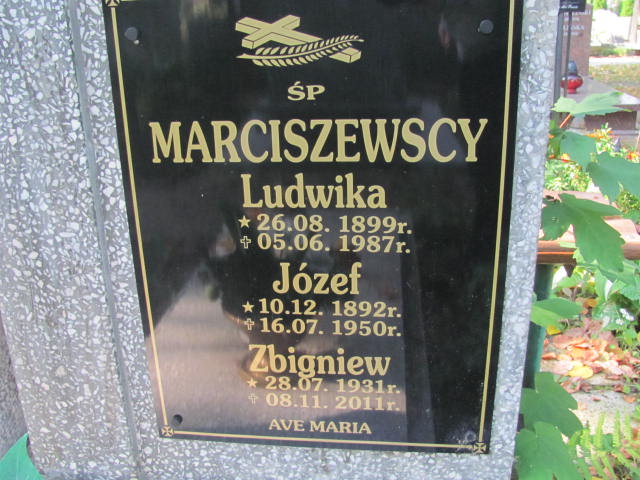 ŚP
MARCISZEWSCY
Ludwika
★ 26.08. 1899r.
✝ 05.06. 1987r.
Józef
★ 10.12. 1892r.
✝ 16.07. 1950r.
Zbigniew
★ 28.07. 1931r.
✝ 08.11. 2011r.
AVE MARIA